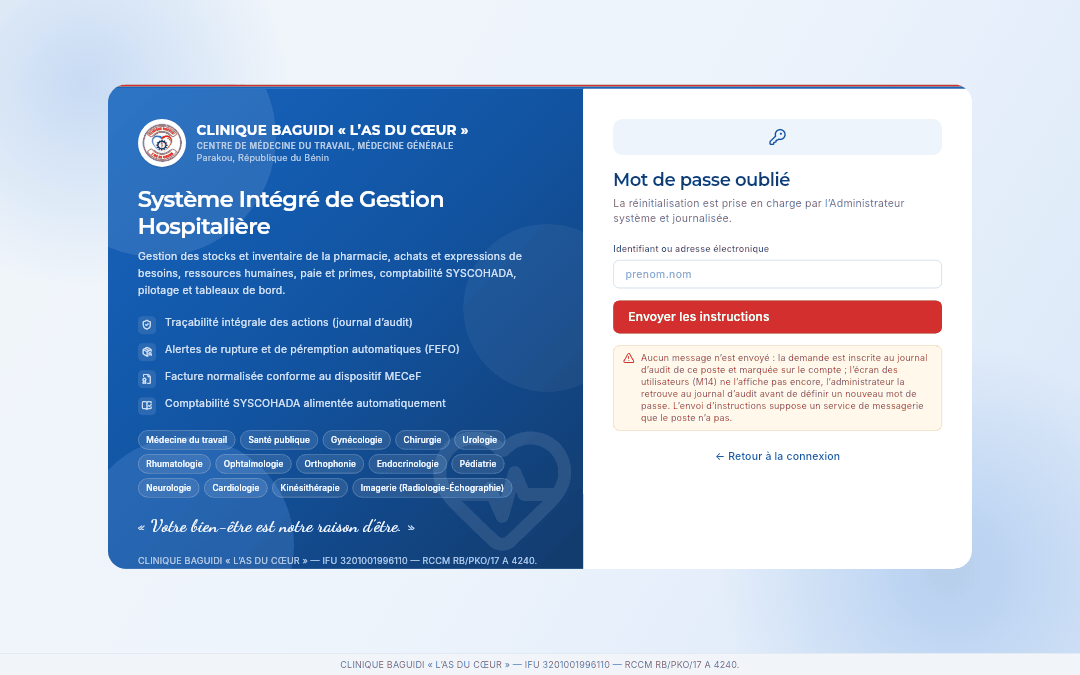 CLINIQUE BAGUIDI « L'AS DU CŒUR »
CENTRE DE MÉDECINE DU TRAVAIL, MÉDECINE GÉNÉRALE
Parakou, République du Bénin
Système Intégré de Gestion
Hospitalière
Gestion des stocks et inventaire de la pharmacie, achats et expressions de
besoins, ressources humaines, paie et primes, comptabilité SYSCOHADA,
pilotage et tableaux de bord.
Traçabilité intégrale des actions (journal d'audit)
Alertes de rupture et de péremption automatiques (FEFO)
Facture normalisée conforme au dispositif MECeF
Comptabilité SYSCOHADA alimentée automatiquement
Médecine du travail Santé publique Gynécologie Chirurgie Urologie
Rhumatologie Ophtalmologie Orthophonie Endocrinologie Pédiatrie
Neurologie Cardiologie Kinésithérapie Imagerie (Radiologie-Échographie)
« Votre bien-être est notre raison d'être. »
CLINIQUE BAGUIDI « L'AS DU CŒUR » — IFU 3201001996110 — RCCM RB/PKO/17 A 4240.
Mot de passe oublié
La réinitialisation est prise en charge par l'Administrateur
système et journalisée.
Identifiant ou adresse électronique
prenom.nom
Envoyer les instructions
Aucun message n'est envoyé : la demande est inscrite au journal
d'audit de ce poste et marquée sur le compte ; l'écran des
utilisateurs (M14) ne l'affiche pas encore, l'administrateur la
retrouve au journal d'audit avant de définir un nouveau mot de
passe. L'envoi d'instructions suppose un service de messagerie
que le poste n'a pas.
← Retour à la connexion
CLINIQUE BAGUIDI « L'AS DU CŒUR » — IFU 3201001996110 — RCCM RB/PKO/17 A 4240.